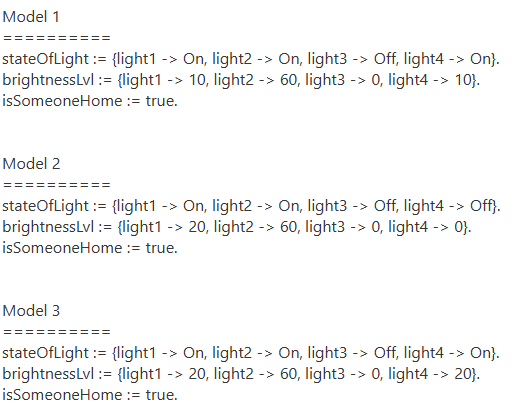 Model 1
==========
stateOfLight := {light1 -> On, light2 -> On, light3 -> Off, light4 -> On}.
brightnessLvl := {light1 -> 10, light2 -> 60, light3 -> 0, light4 -> 10}.
isSomeoneHome := true.
Model 2
==========
stateOfLight := {light1 -> On, light2 -> On, light3 -> Off, light4 -> Off}.
brightnessLvl := {light1 -> 20, light2 -> 60, light3 -> 0, light4 -> 0}.
isSomeoneHome := true.
Model 3
==========
stateOfLight := {light1 -> On, light2 -> On, light3 -> Off, light4 -> On}.
brightnessLvl := {light1 -> 20, light2 -> 60, light3 -> 0, light4 -> 20}.
isSomeoneHome := true.